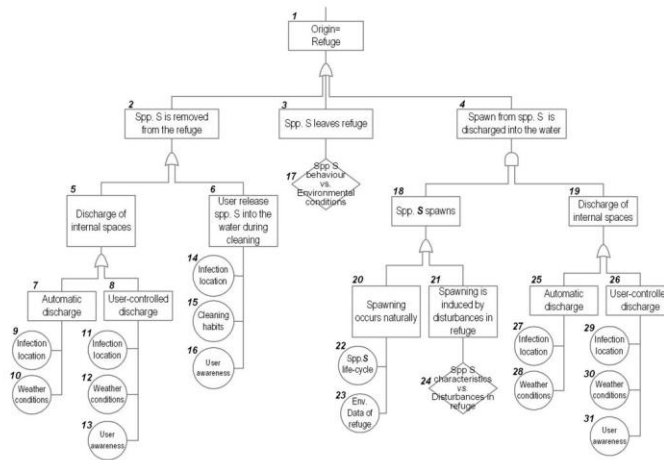 1
Origin=
Refuge
2
Spp. S is removed
from the refuge
3
Spp. S leaves refuge
4
Spawn from spp. S is
discharged into the water
17
Spp S
behaviour
vs.
Environmental
conditions
5
Discharge of
internal spaces
6
User release
spp. S into the
water during
cleaning
18
Spp. S spawns
19
Discharge of
internal spaces
7
Automatic
discharge
8
User-controlled
discharge
14
Infection
location
15
Cleaning
habits
16
User
awareness
20
Spawning
occurs naturally
21
Spawning is
induced by
disturbances in
refuge
25
Automatic
discharge
26
User-controlled
discharge
9
Infection
location
10
Weather
conditions
11
Infection
location
12
Weather
conditions
13
User
awareness
22
Spp.S
life-cycle
23
Env.
Data of
refuge
24
Spp S
characteristics
vs.
Disturbances in
refuge
27
Infection
location
28
Weather
conditions
29
Infection
location
30
Weather
conditions
31
User
awareness